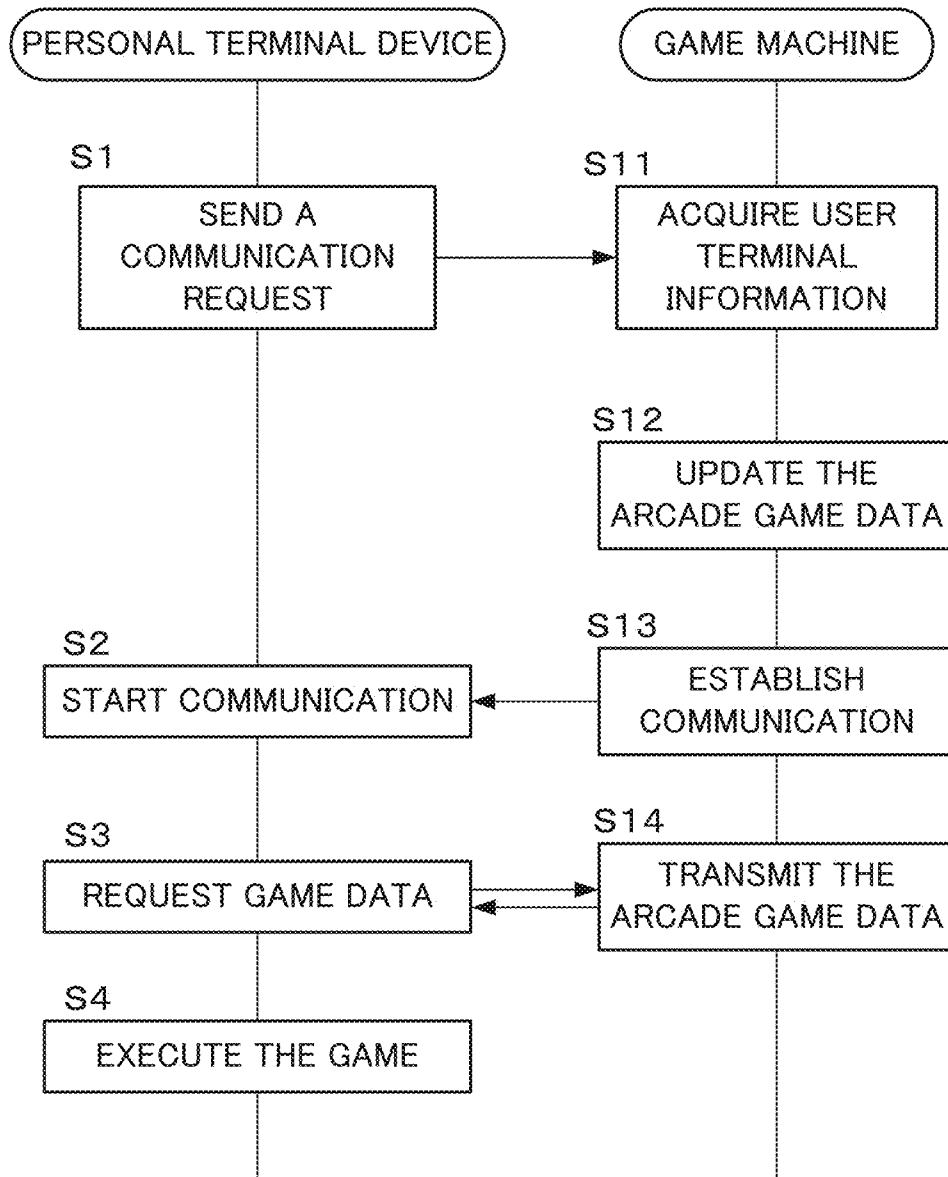 PERSONAL TERMINAL DEVICE
GAME MACHINE
S1
SEND A
COMMUNICATION
REQUEST
S11
ACQUIRE USER
TERMINAL
INFORMATION
S12
UPDATE THE
ARCADE GAME DATA
S2
START COMMUNICATION
S13
ESTABLISH
COMMUNICATION
S3
REQUEST GAME DATA
S14
TRANSMIT THE
ARCADE GAME DATA
S4
EXECUTE THE GAME